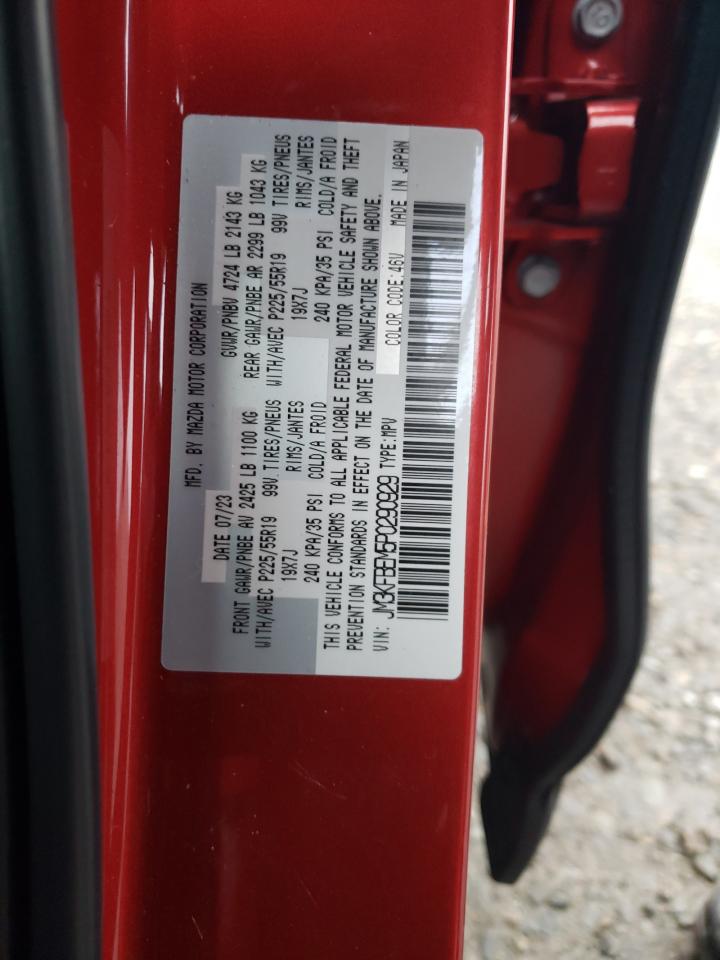 MFD. BY MAZDA MOTOR CORPORATION
DATE 07/23 GVWR/PNBV 4724 LB 2143 KG
FRONT GAWR/PNBE AV 2425 LB 1100 KG REAR GAWR/PNBE AR 2299 LB 1043 KG
WITH/AVEC P225/55R19 99V TIRES/PNEUS WITH/AVEC P225/55R19 99V TIRES/PNEUS
19X7J RIMS/JANTES 19X7J RIMS/JANTES
240 KPA/35 PSI COLD/A FROID 240 KPA/35 PSI COLD/A FROID
THIS VEHICLE CONFORMS TO ALL APPLICABLE FEDERAL MOTOR VEHICLE SAFETY AND THEFT
PREVENTION STANDARDS IN EFFECT ON THE DATE OF MANUFACTURE SHOWN ABOVE.
VIN: JM3KFBEM5P0290929 TYPE:MPV COLOR CODE:46V MADE IN JAPAN